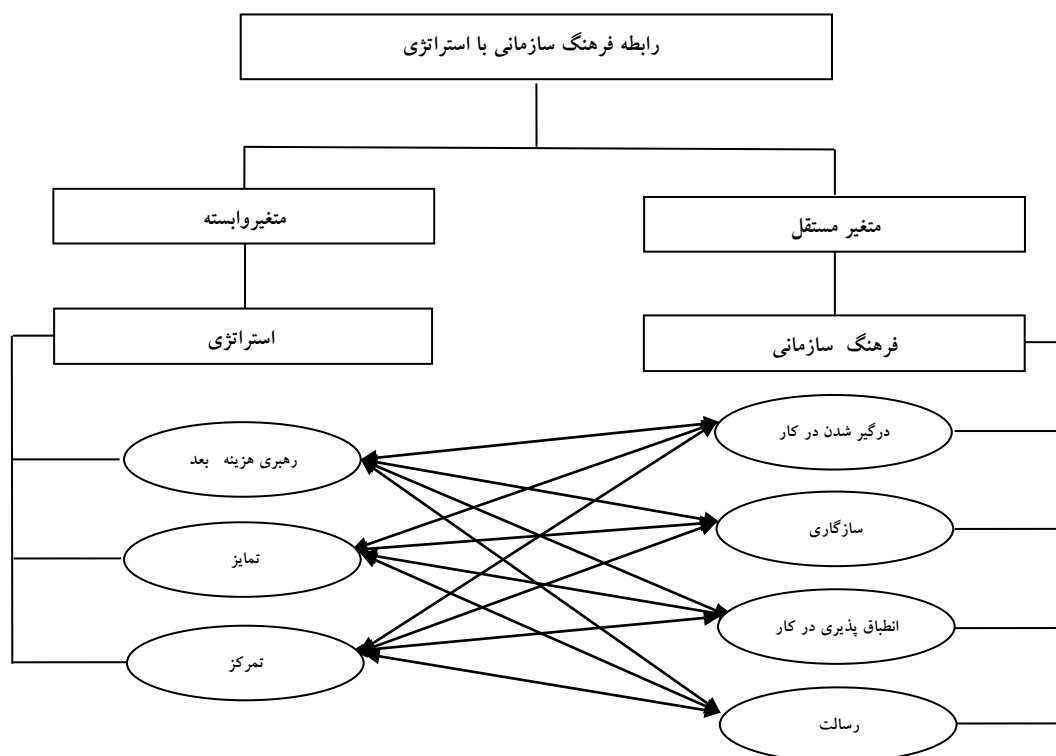 رابطه فرهنگ سازمانی با استراتژی
متغیر مستقل
متغیروابسته
فرهنگ سازمانی
استراتژی
درگیر شدن در کار
رهبری هزینه بعد
سازگاری
تمایز
انطباق پذیری در کار
تمرکز
رسالت